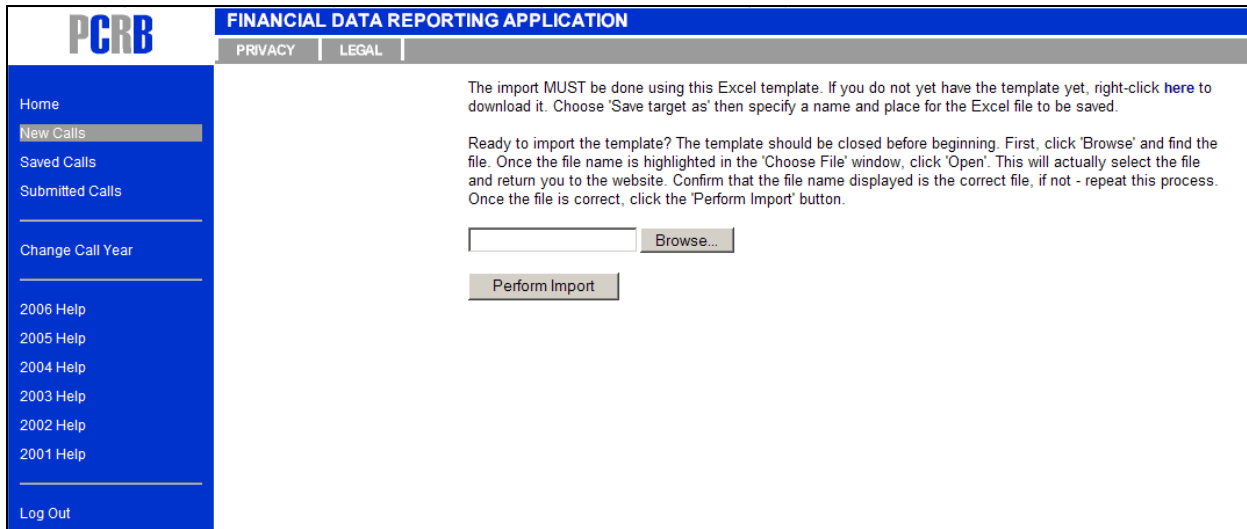 PCRB
FINANCIAL DATA REPORTING APPLICATION
PRIVACY
LEGAL
Home
New Calls
Saved Calls
Submitted Calls
Change Call Year
2006 Help
2005 Help
2004 Help
2003 Help
2002 Help
2001 Help
Log Out
The import MUST be done using this Excel template. If you do not yet have the template yet, right-click here to
download it. Choose 'Save target as' then specify a name and place for the Excel file to be saved.
Ready to import the template? The template should be closed before beginning. First, click 'Browse' and find the
file. Once the file name is highlighted in the 'Choose File' window, click 'Open'. This will actually select the file
and return you to the website. Confirm that the file name displayed is the correct file, if not - repeat this process.
Once the file is correct, click the 'Perform Import' button.
Browse...
Perform Import